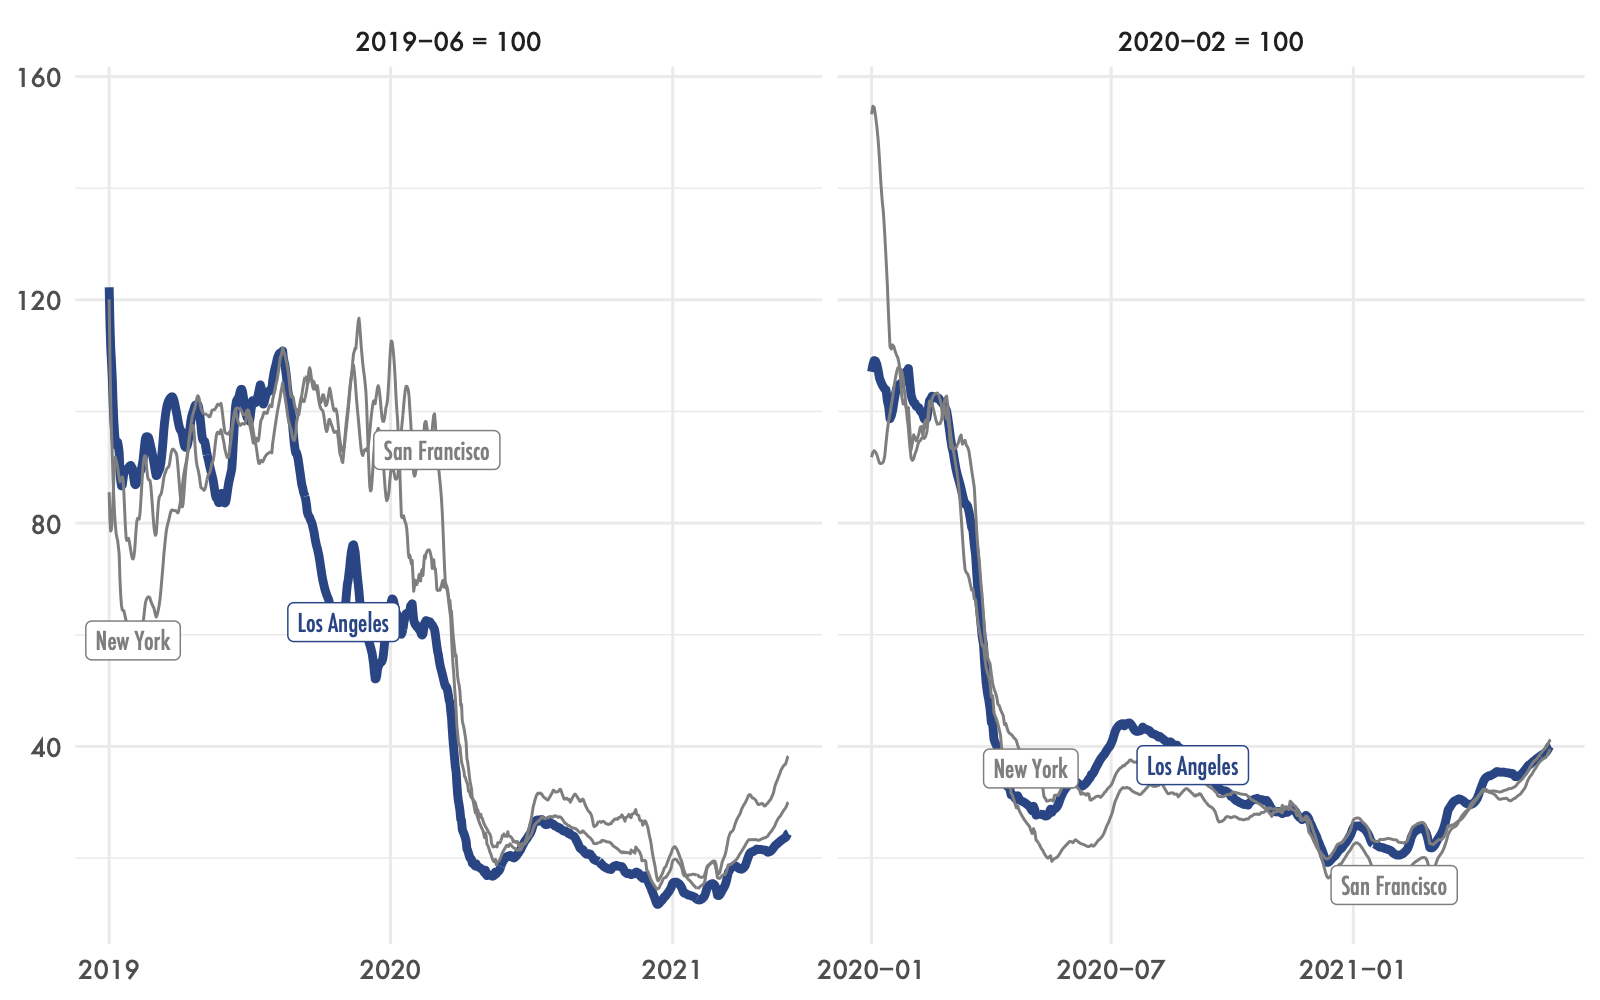 2019−06 = 100
2020−02 = 100
160
120
80
40
San Francisco
Los Angeles
New York
New York
Los Angeles
San Francisco
2019
2020
2021
2020−01
2020−07
2021−01